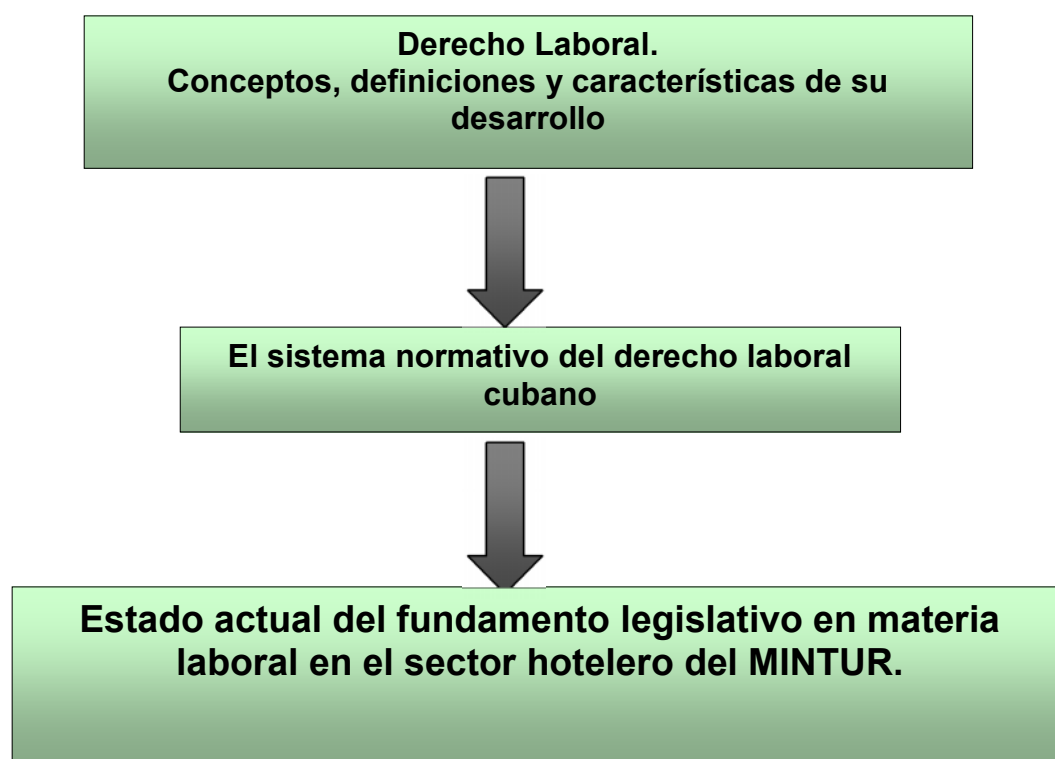 Derecho Laboral.
Conceptos, definiciones y características de su
desarrollo
El sistema normativo del derecho laboral
cubano
Estado actual del fundamento legislativo en materia
laboral en el sector hotelero del MINTUR.